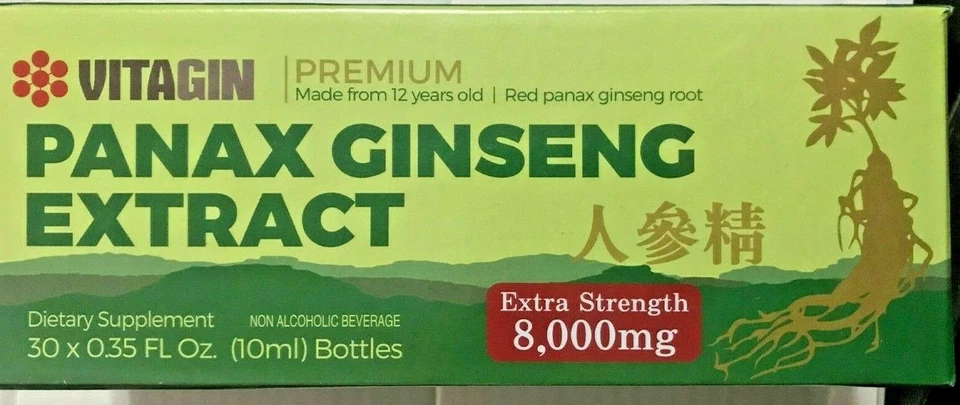 VITAGIN
PREMIUM
Made from 12 years old | Red panax ginseng root
PANAX GINSENG
EXTRACT
人參精
Extra Strength
8,000mg
Dietary Supplement NON ALCOHOLIC BEVERAGE
30 x 0.35 FL Oz. (10ml) Bottles